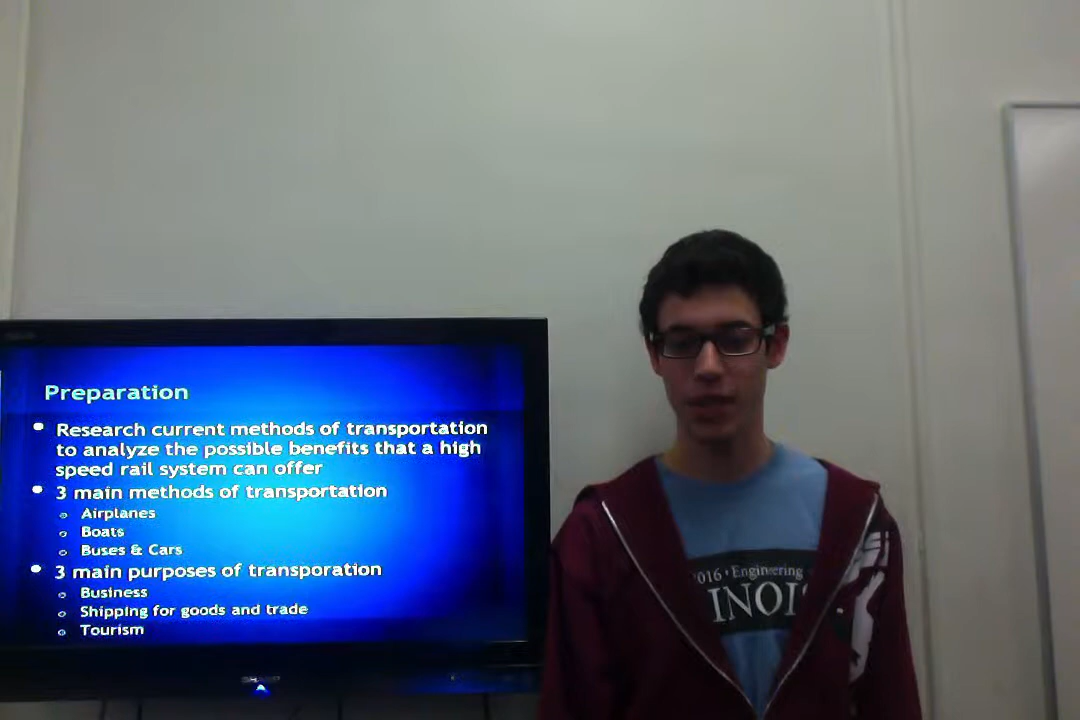 Preparation
• Research current methods of transportation
to analyze the possible benefits that a high
speed rail system can offer
• 3 main methods of transportation
o Airplanes
o Boats
o Buses & Cars
• 3 main purposes of transporation
o Business
o Shipping for goods and trade
o Tourism
SHARP
2016 • Engineering
INOI